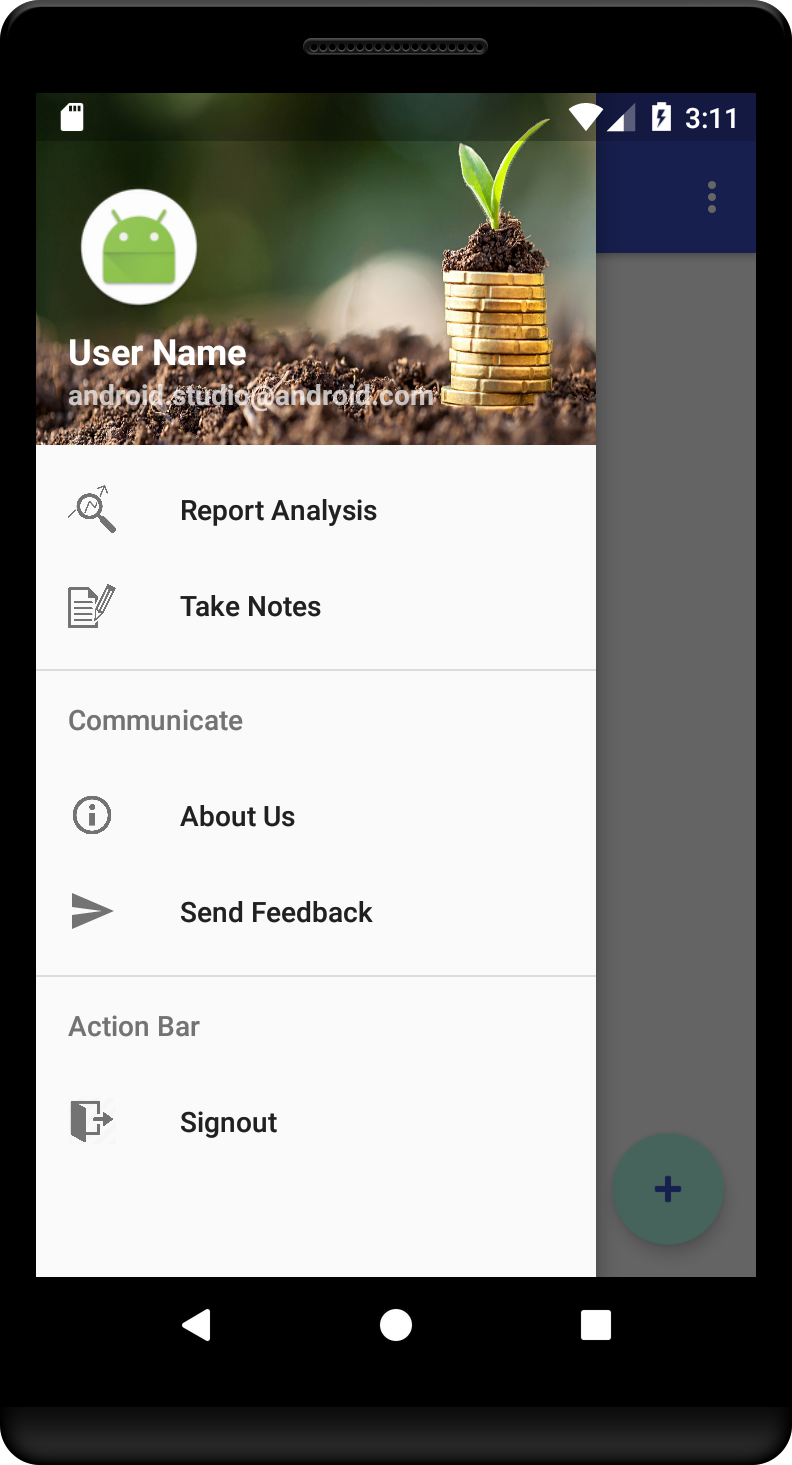 3:11
User Name
android.studio@android.com
Report Analysis
Take Notes
Communicate
About Us
Send Feedback
Action Bar
Signout